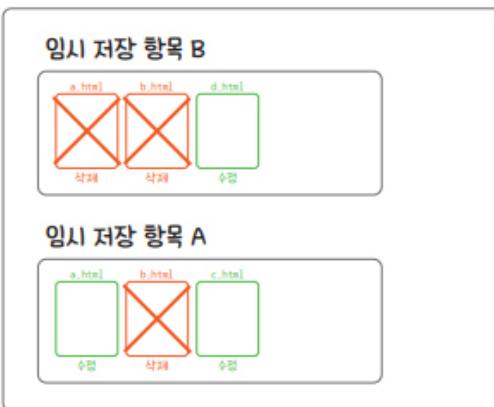 임시 저장 항목 B
a.html b.html d.html
삭제 삭제 수정
임시 저장 항목 A
a.html b.html c.html
수정 삭제 수정